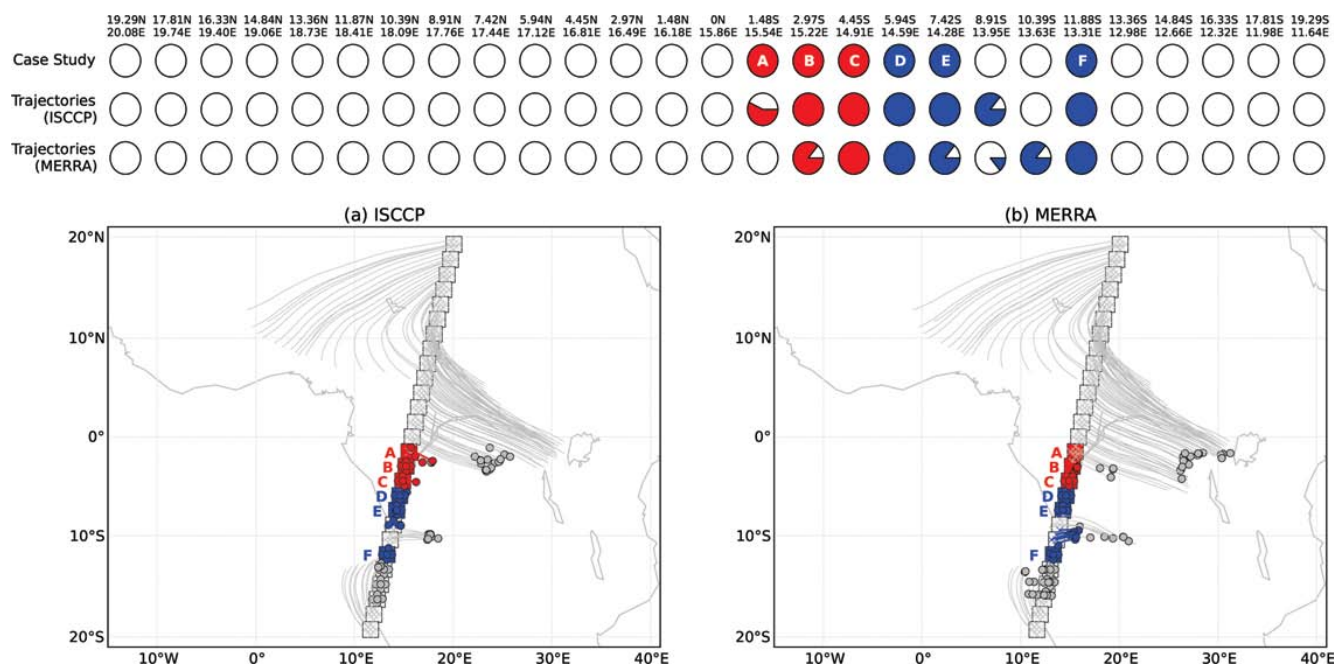 19.29N 17.81N 16.33N 14.84N 13.36N 11.87N 10.39N 8.91N 7.42N 5.94N 4.45N 2.97N 1.48N 0N 1.48S 2.97S 4.45S 5.94S 7.42S 8.91S 10.39S 11.88S 13.36S 14.84S 16.33S 17.81S 19.29S
20.08E 19.74E 19.40E 19.06E 18.73E 18.41E 18.09E 17.76E 17.44E 17.12E 16.81E 16.49E 16.18E 15.86E 15.54E 15.22E 14.91E 14.59E 14.28E 13.95E 13.63E 13.31E 12.98E 12.66E 12.32E 11.98E 11.64E
Case Study A B C D E F
Trajectories
(ISCCP)
Trajectories
(MERRA)
(a) ISCCP
20°N
10°N
0°
10°S
20°S
A
B
C
D
E
F
10°W 0° 10°E 20°E 30°E 40°E
(b) MERRA
20°N
10°N
0°
10°S
20°S
A
B
C
D
E
F
10°W 0° 10°E 20°E 30°E 40°E